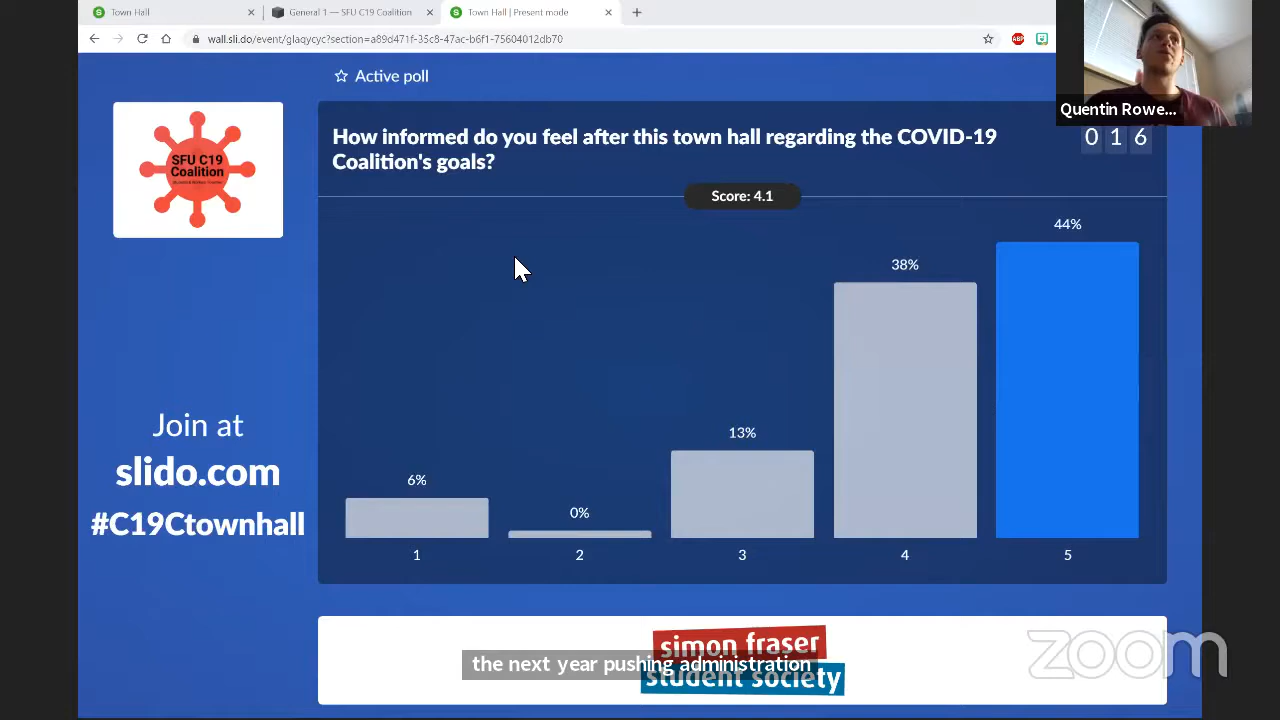 Town Hall
General 1 — SFU C19 Coalition
Town Hall | Present mode
wall.sli.do/event/glaqycyc?section=a89d471f-35c8-47ac-b6f1-75604012db70
ABP
Quentin Rowe...
Active poll
SFU C19
Coalition
How informed do you feel after this town hall regarding the COVID-19
Coalition's goals?
0 1 6
Score: 4.1
6%
0%
13%
38%
44%
1
2
3
4
5
Join at
slido.com
#C19Ctownhall
simon fraser
student society
the next year pushing administration
zoom